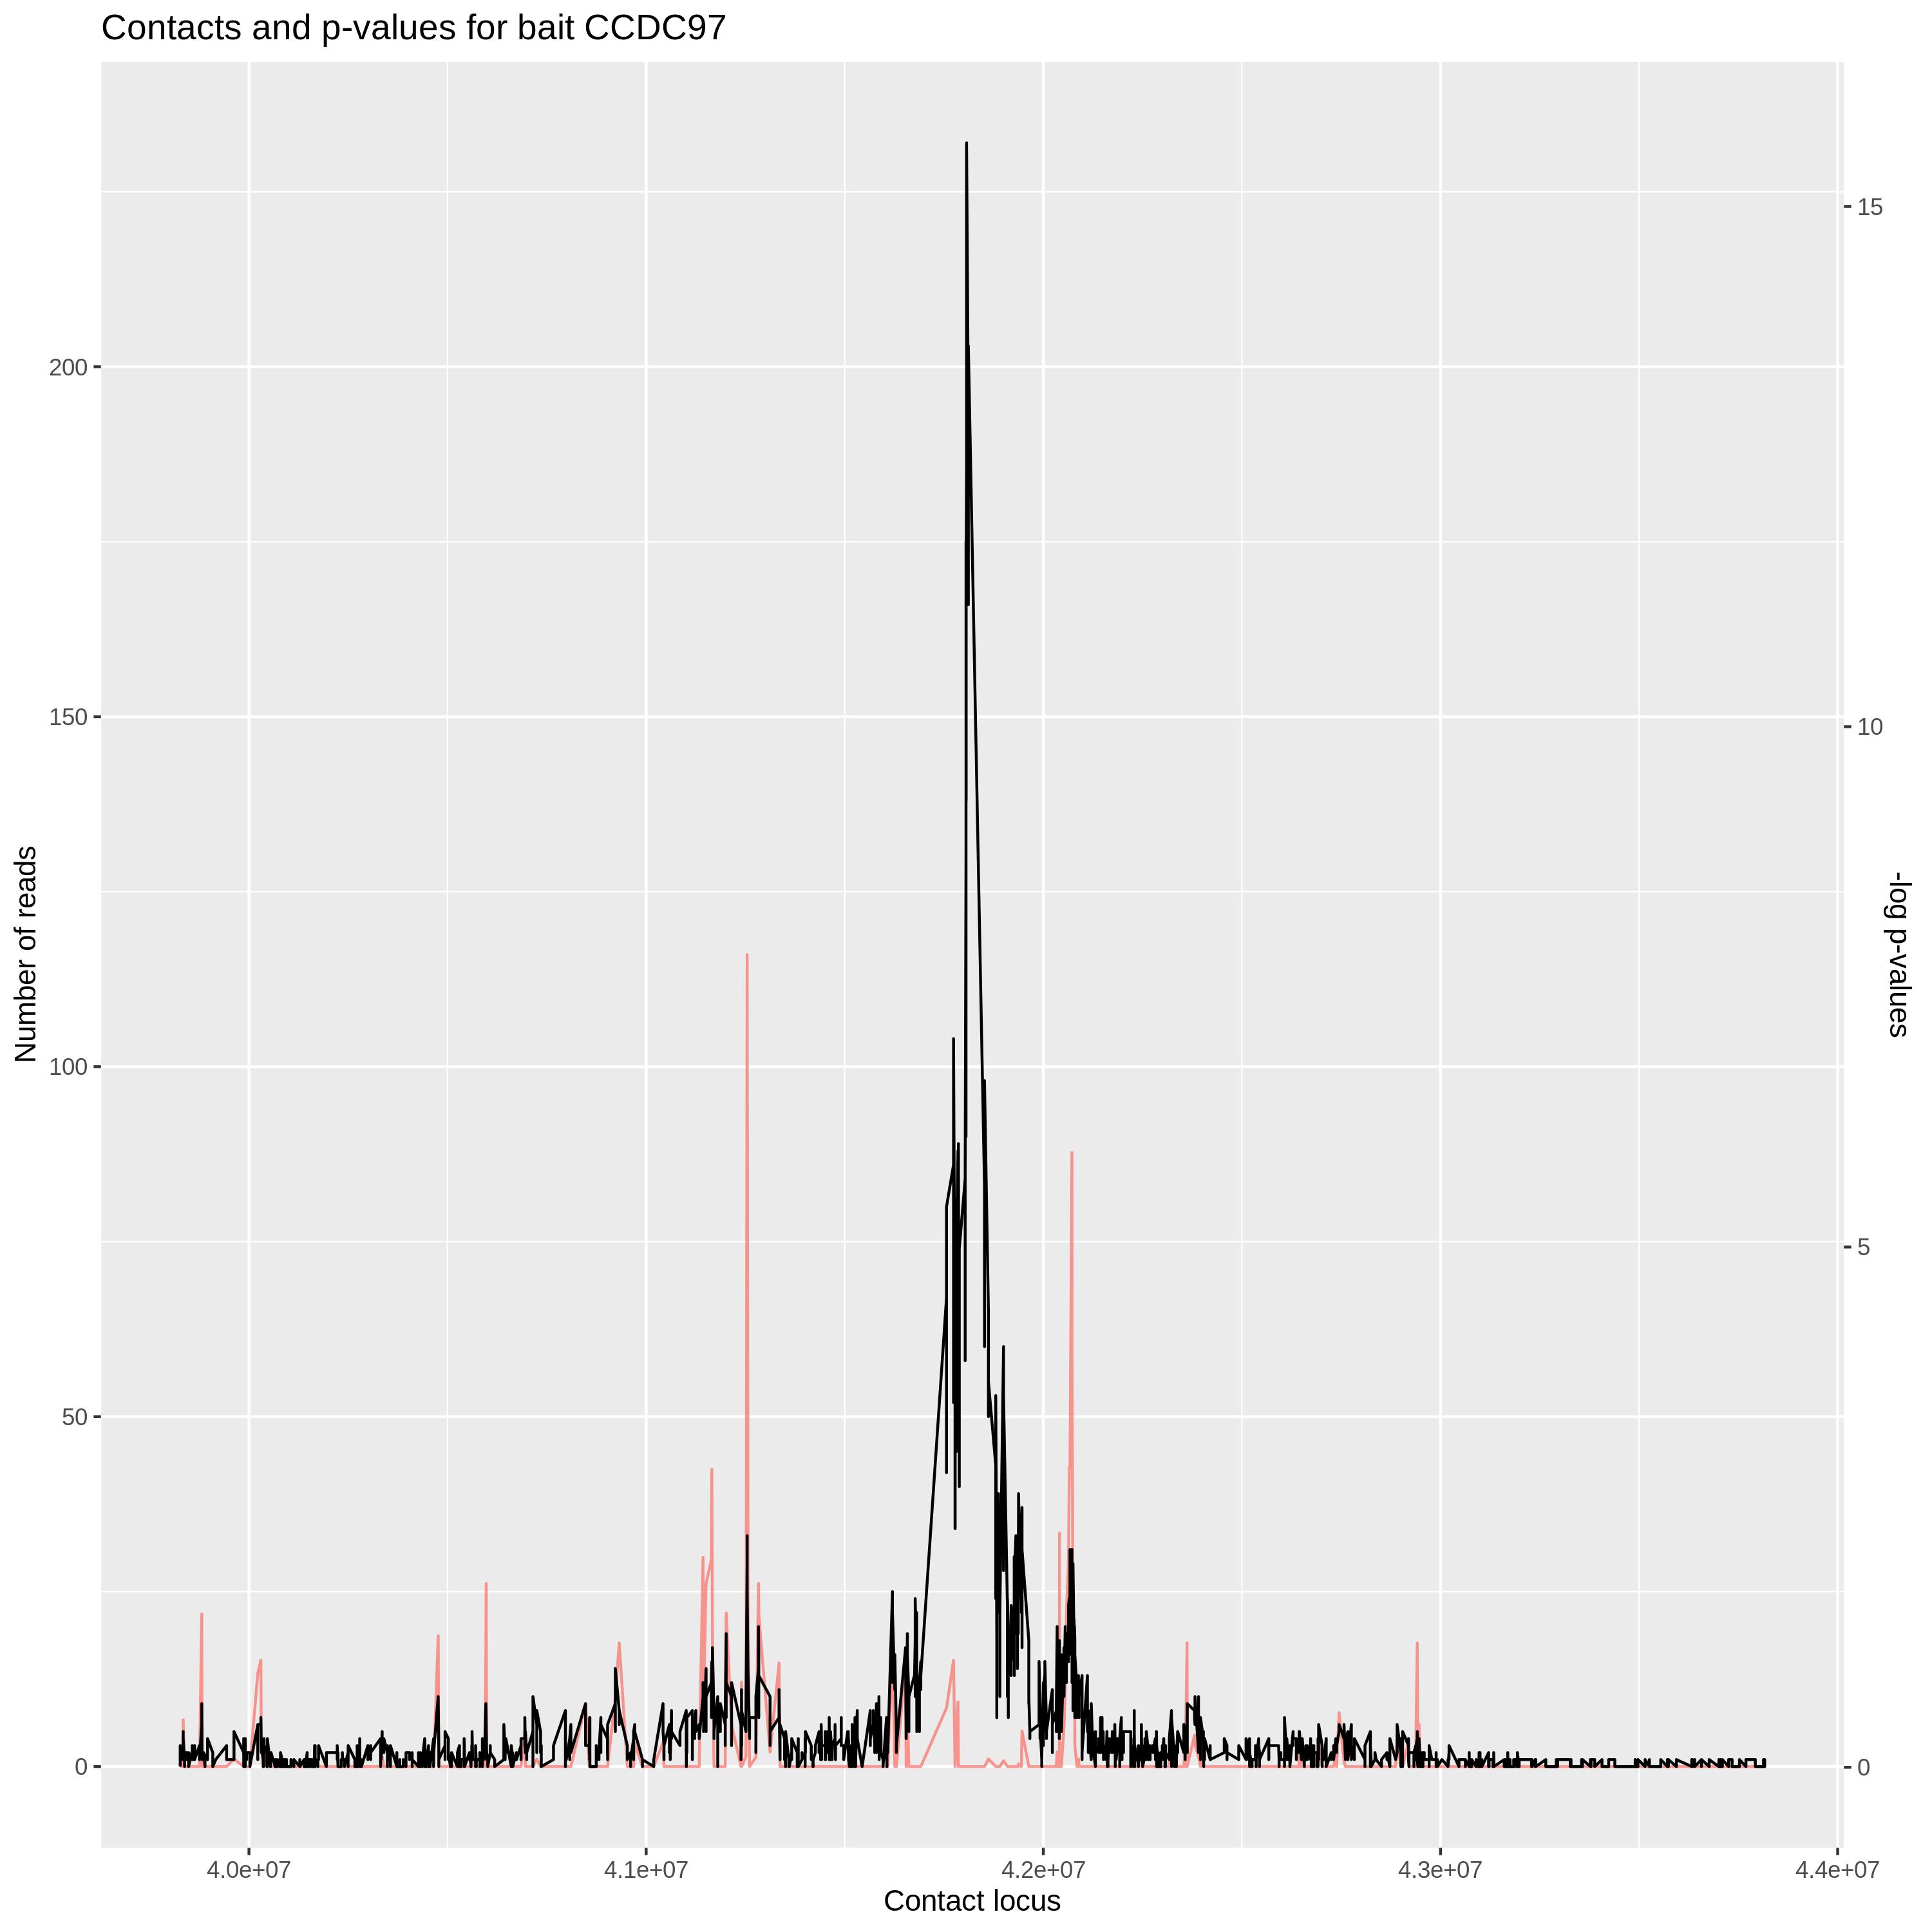 Contacts and p-values for bait CCDC97
200
150
100
50
0
Number of reads
15
10
5
0
-log p-values
4.0e+07 4.1e+07 4.2e+07 4.3e+07 4.4e+07
Contact locus